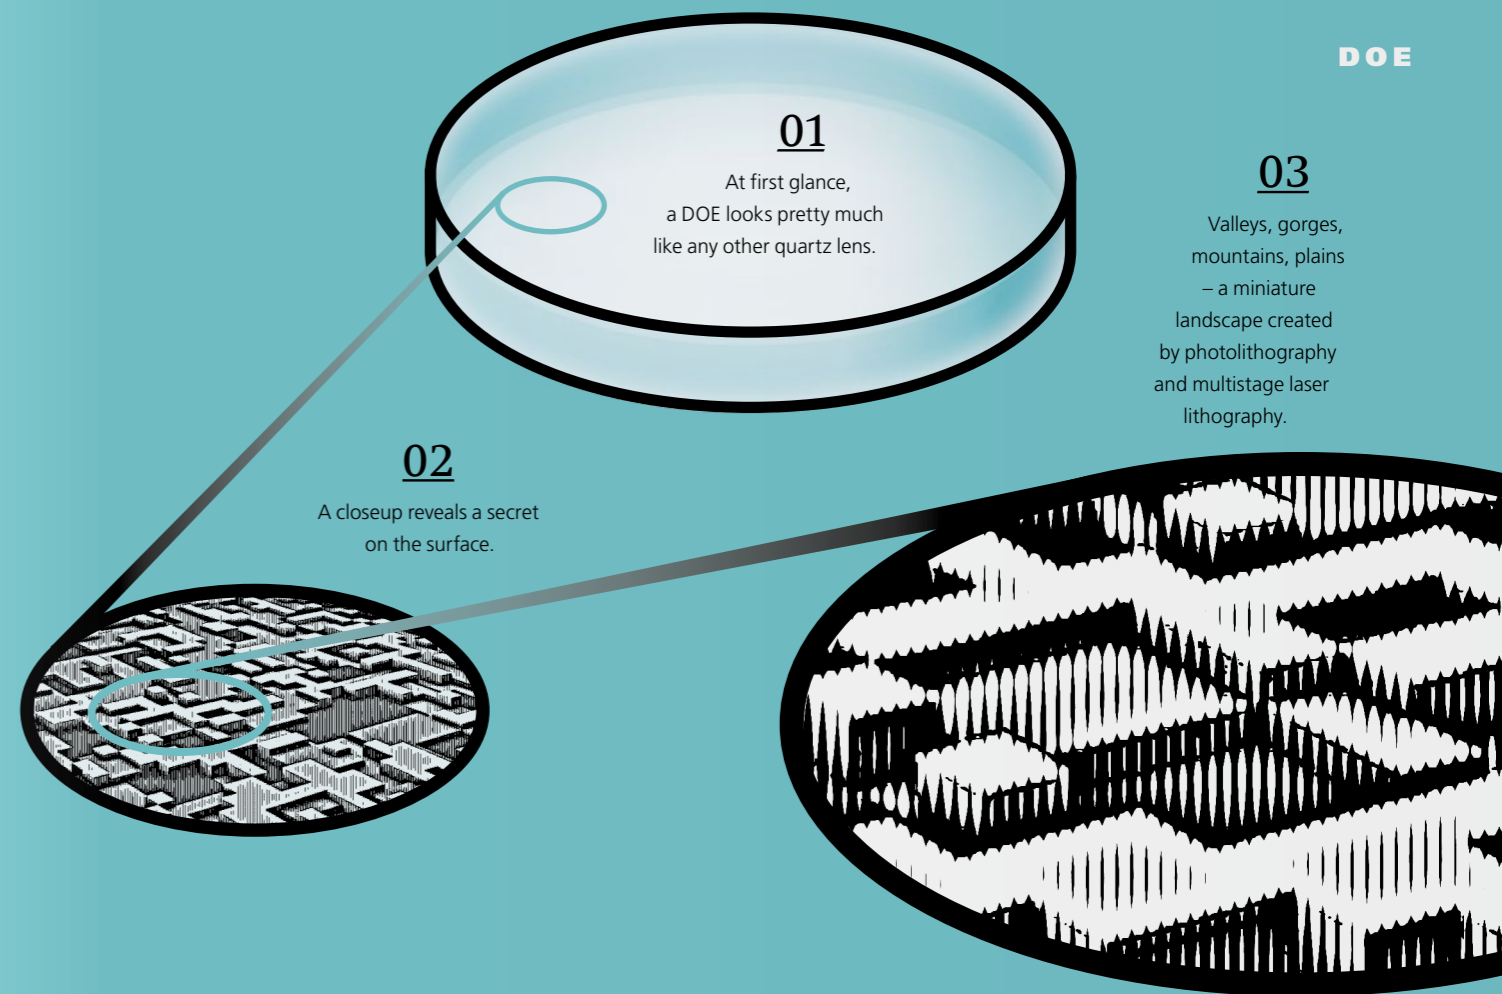 DOE
01
At first glance,
a DOE looks pretty much
like any other quartz lens.
02
A closeup reveals a secret
on the surface.
03
Valleys, gorges,
mountains, plains
– a miniature
landscape created
by photolithography
and multistage laser
lithography.